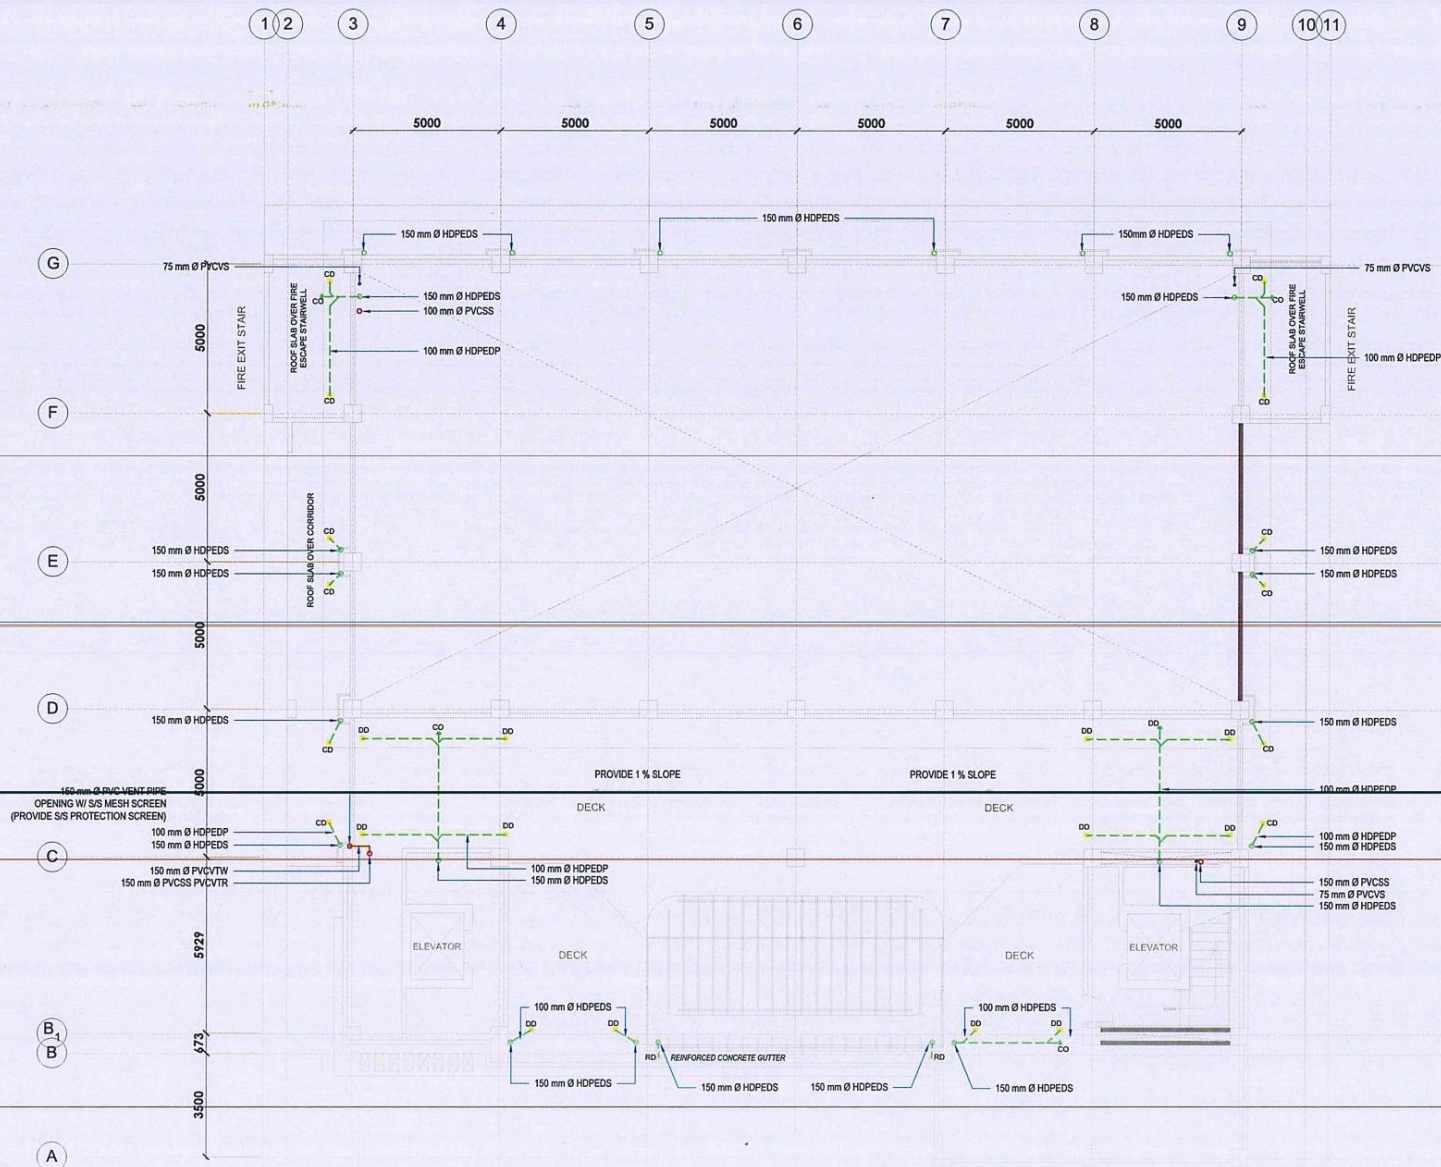 1 2 3 4 5 6 7 8 9 10 11
5000 5000 5000 5000 5000 5000
150 mm Ø HDPEDS
150 mm Ø HDPEDS
150mm Ø HDPEDS
G
75 mm Ø PVCVS
CD
CO
150 mm Ø HDPEDS
100 mm Ø PVCSS
100 mm Ø HDPEDP
CD
FIRE EXIT STAIR
ROOF SLAB OVER FIRE
ESCAPE STAIRWELL
5000
75 mm Ø PVCVS
CD
150 mm Ø HDPEDS
CO
100 mm Ø HDPEDP
CD
ROOF SLAB OVER FIRE
ESCAPE STAIRWELL
FIRE EXIT STAIR
F
5000
ROOF SLAB OVER CORRIDOR
CD
150 mm Ø HDPEDS
E
150 mm Ø HDPEDS
CD
CD
150 mm Ø HDPEDS
150 mm Ø HDPEDS
CD
5000
D
150 mm Ø HDPEDS
CD
DD
CO
DD
DD
DD
DD
150 mm Ø HDPEDS
CD
PROVIDE 1 % SLOPE
PROVIDE 1 % SLOPE
5000
150 mm Ø PVC VENT PIPE
OPENING W/ S/S MESH SCREEN
(PROVIDE S/S PROTECTION SCREEN)
DECK
DECK
100 mm Ø HDPEDP
CD
DD
DD
DD
DD
CD
100 mm Ø HDPEDP
150 mm Ø HDPEDS
100 mm Ø HDPEDP
150 mm Ø HDPEDS
C
150 mm Ø PVCVTW
150 mm Ø PVCSS PVCVTR
100 mm Ø HDPEDP
150 mm Ø HDPEDS
150 mm Ø PVCSS
75 mm Ø PVCVS
150 mm Ø HDPEDS
5929
ELEVATOR
DECK
DECK
ELEVATOR
100 mm Ø HDPEDS
100 mm Ø HDPEDS
B1
DD
DD
DD
DD
673
B
RD
REINFORCED CONCRETE GUTTER
RD
CO
150 mm Ø HDPEDS
150 mm Ø HDPEDS
150 mm Ø HDPEDS
150 mm Ø HDPEDS
3500
A